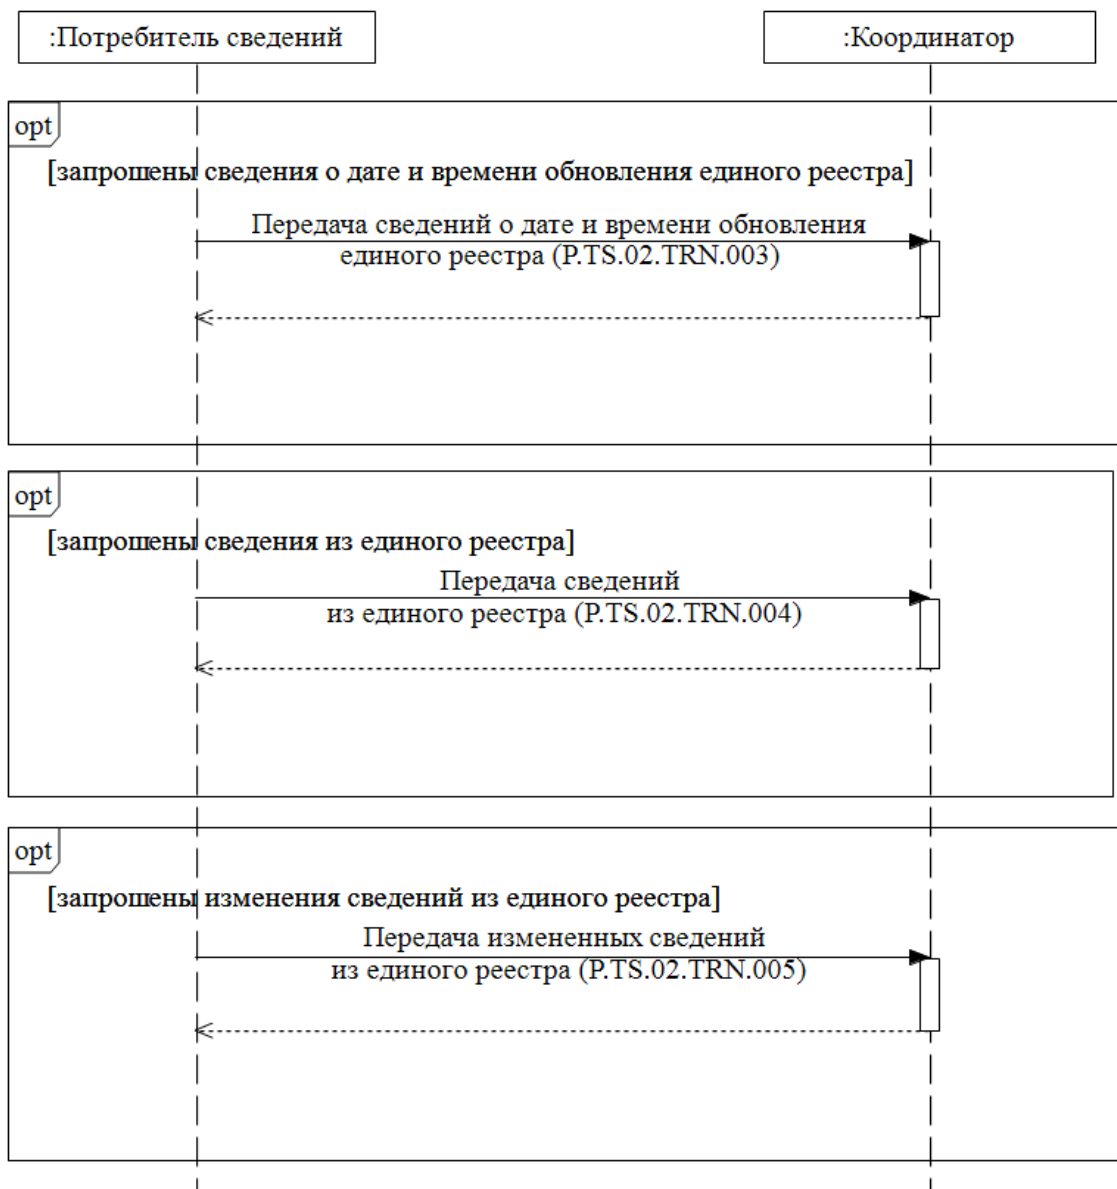 :Потребитель сведений
:Координатор
opt
[запрошены сведения о дате и времени обновления единого реестра]
Передача сведений о дате и времени обновления
единого реестра (P.TS.02.TRN.003)
opt
[запрошены сведения из единого реестра]
Передача сведений
из единого реестра (P.TS.02.TRN.004)
opt
[запрошены изменения сведений из единого реестра]
Передача измененных сведений
из единого реестра (P.TS.02.TRN.005)